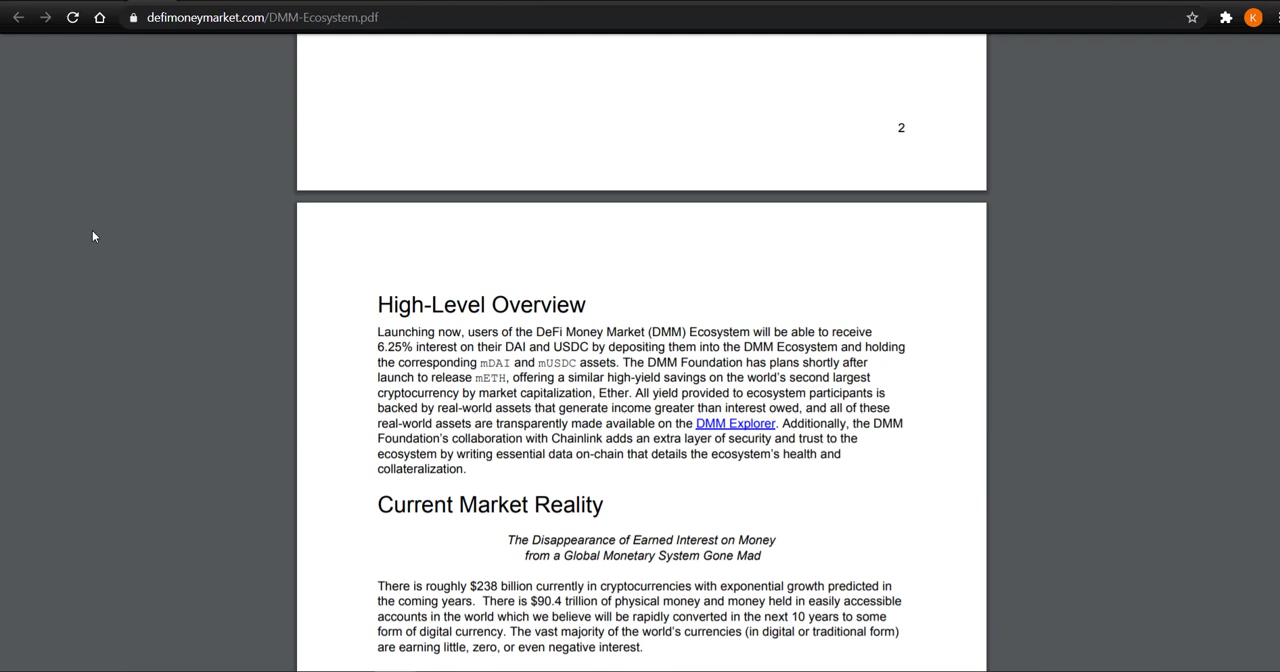 defimoneymarket.com/DMM-Ecosystem.pdf
K
2
High-Level Overview
Launching now, users of the DeFi Money Market (DMM) Ecosystem will be able to receive
6.25% interest on their DAI and USDC by depositing them into the DMM Ecosystem and holding
the corresponding mDAI and mUSDC assets. The DMM Foundation has plans shortly after
launch to release mETH, offering a similar high-yield savings on the world's second largest
cryptocurrency by market capitalization, Ether. All yield provided to ecosystem participants is
backed by real-world assets that generate income greater than interest owed, and all of these
real-world assets are transparently made available on the DMM Explorer. Additionally, the DMM
Foundation's collaboration with Chainlink adds an extra layer of security and trust to the
ecosystem by writing essential data on-chain that details the ecosystem's health and
collateralization.
Current Market Reality
The Disappearance of Earned Interest on Money
from a Global Monetary System Gone Mad
There is roughly $238 billion currently in cryptocurrencies with exponential growth predicted in
the coming years.  There is $90.4 trillion of physical money and money held in easily accessible
accounts in the world which we believe will be rapidly converted in the next 10 years to some
form of digital currency. The vast majority of the world's currencies (in digital or traditional form)
are earning little, zero, or even negative interest.